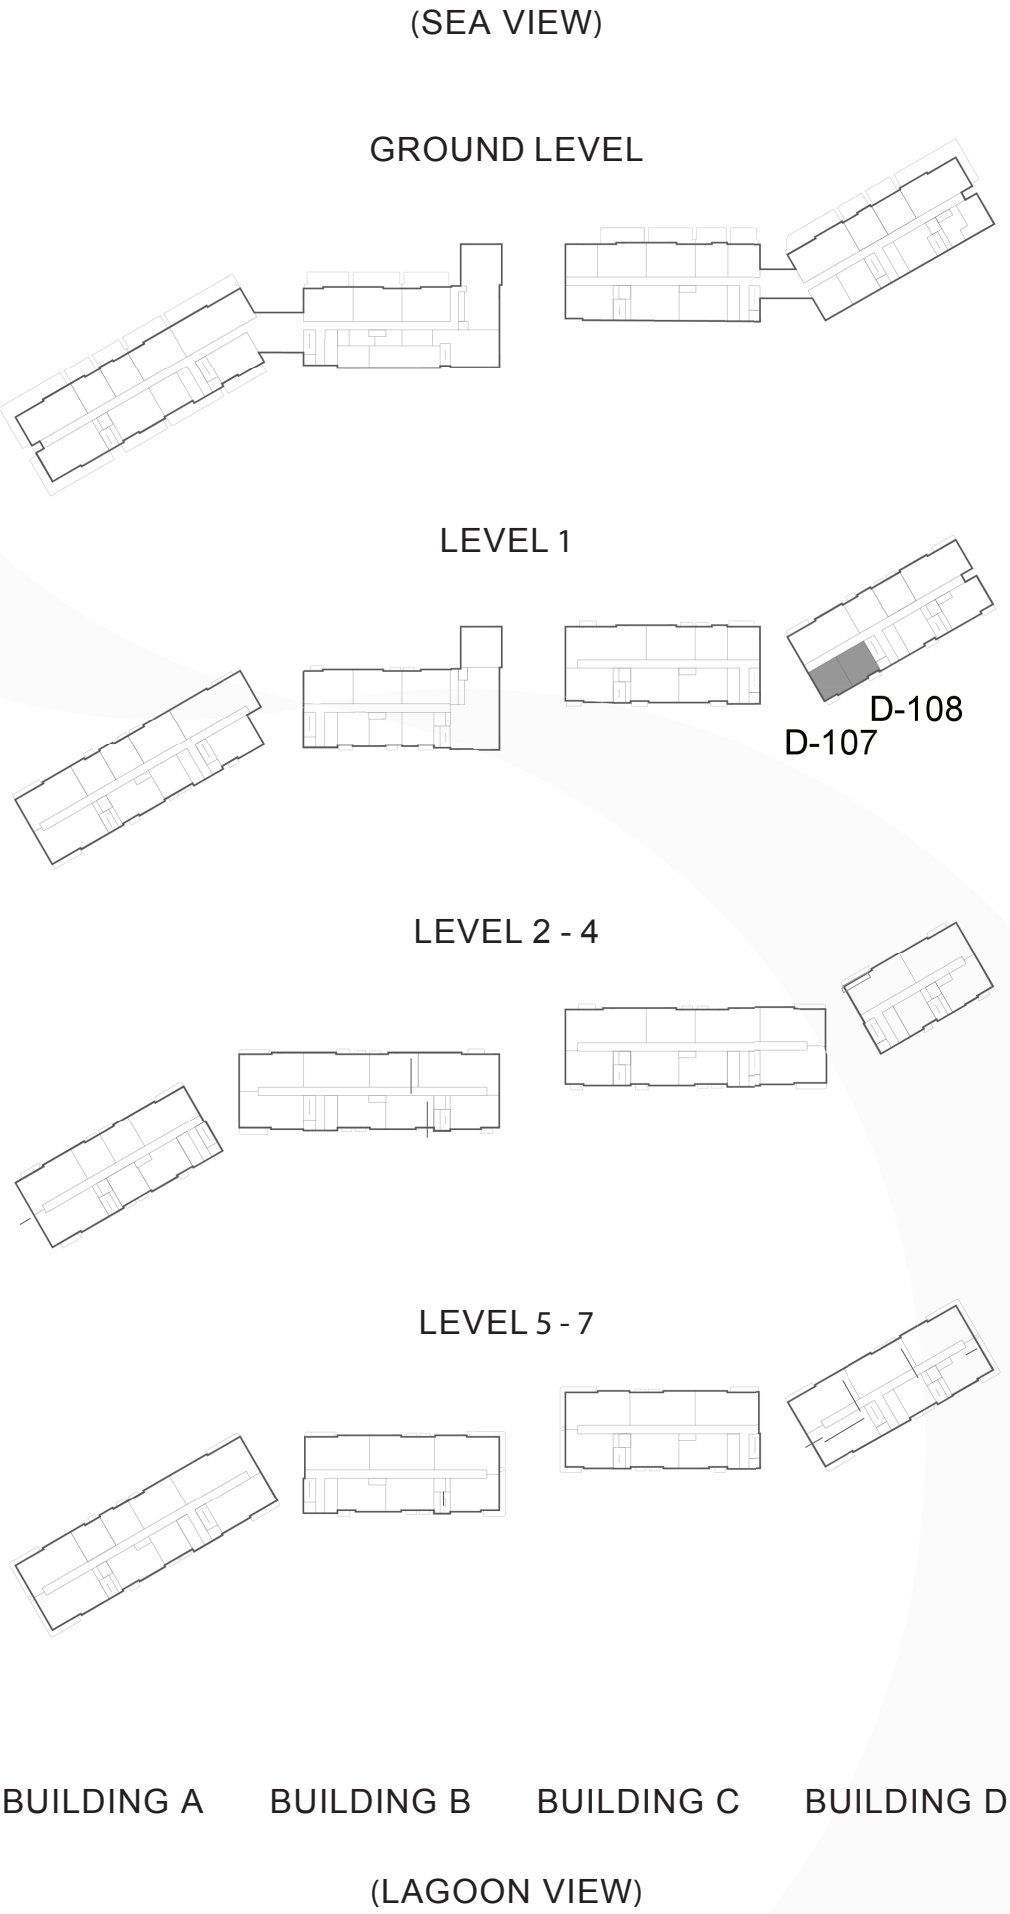 (SEA VIEW)
GROUND LEVEL
LEVEL 1
D-108
D-107
LEVEL 2 - 4
LEVEL 5 - 7
BUILDING A BUILDING B BUILDING C BUILDING D
(LAGOON VIEW)